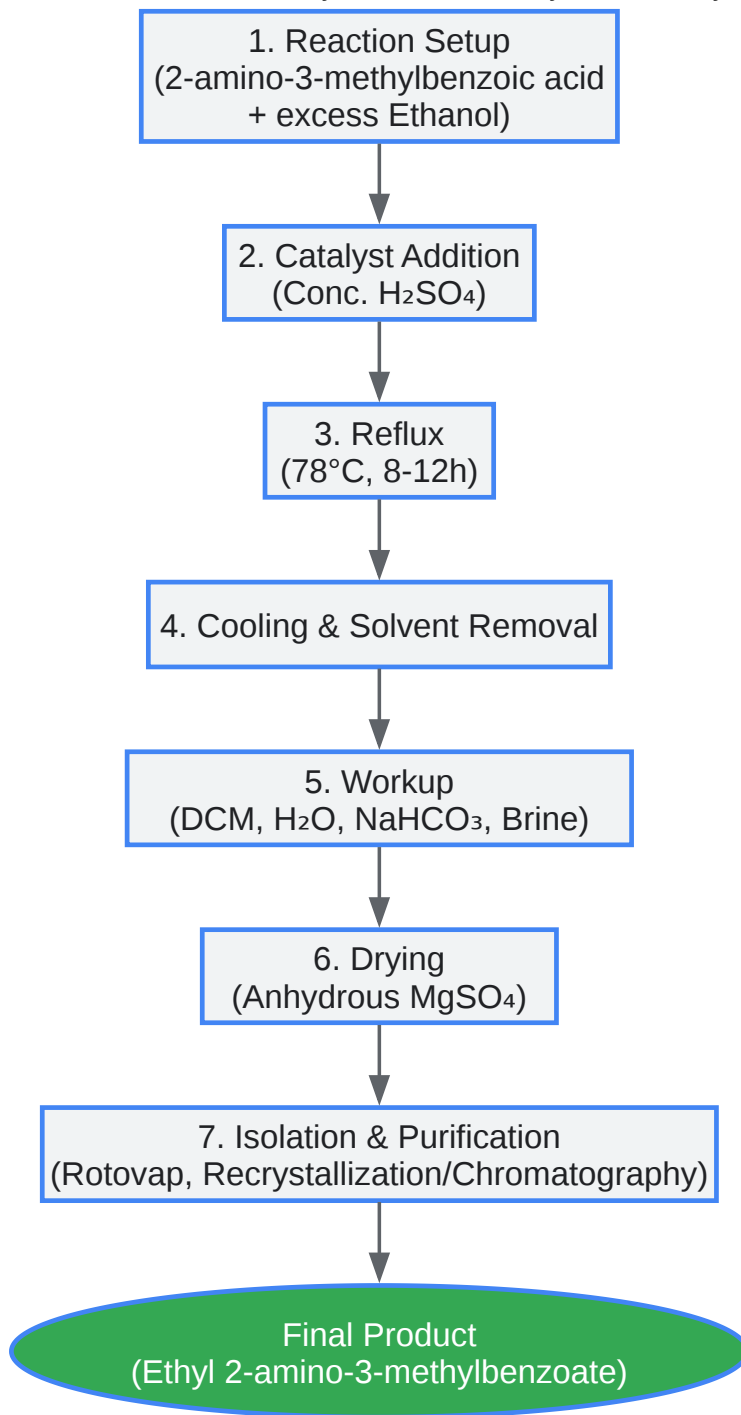 1. Reaction Setup
(2-amino-3-methylbenzoic acid
+ excess Ethanol)
2. Catalyst Addition
(Conc. H₂SO₄)
3. Reflux
(78°C, 8-12h)
4. Cooling & Solvent Removal
5. Workup
(DCM, H₂O, NaHCO₃, Brine)
6. Drying
(Anhydrous MgSO₄)
7. Isolation & Purification
(Rotovap, Recrystallization/Chromatography)
Final Product
(Ethyl 2-amino-3-methylbenzoate)